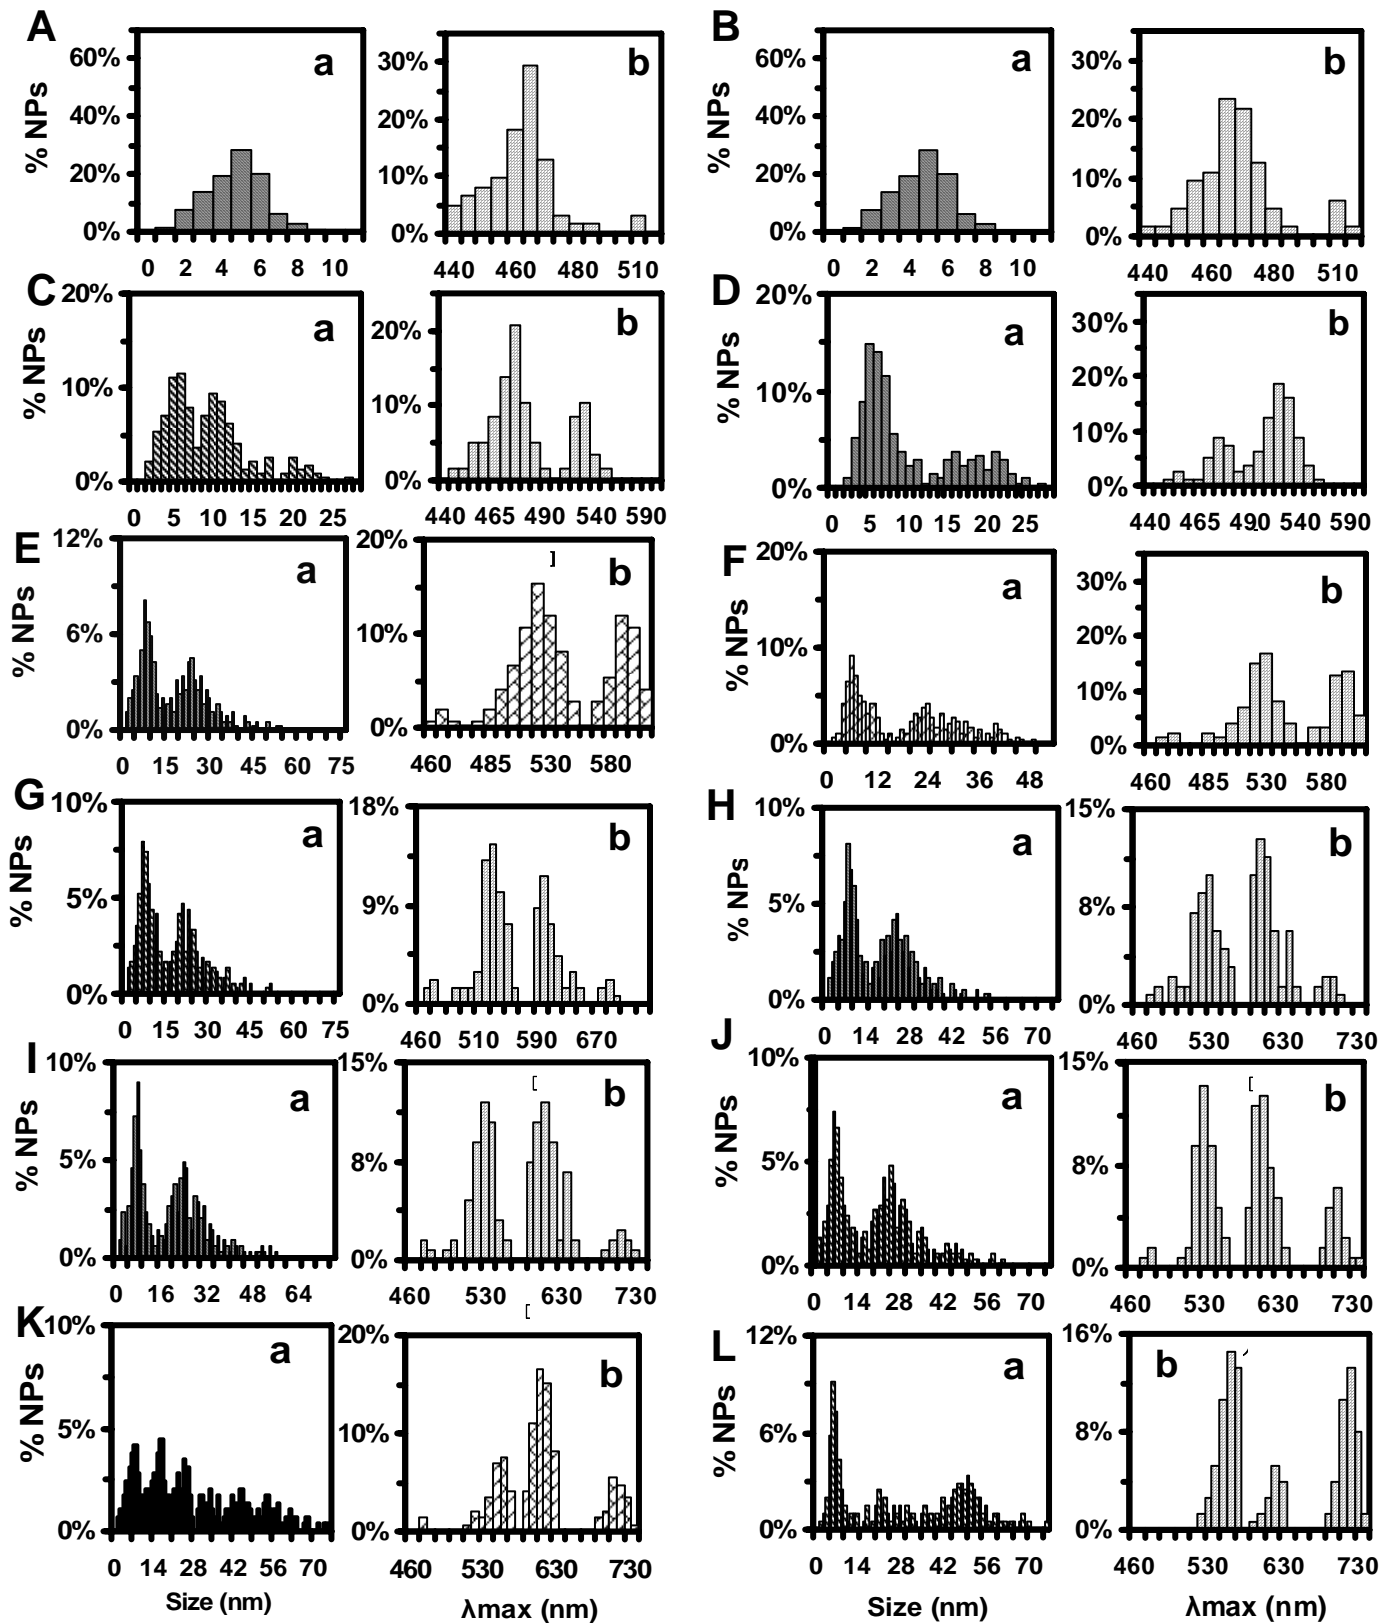 A
60%
40%
20%
0%
% NPs
a
0 2 4 6 8 10
30%
20%
10%
0%
b
440 460 480 510
B
60%
40%
20%
0%
% NPs
a
0 2 4 6 8 10
30%
20%
10%
0%
b
440 460 480 510
C
20%
10%
0%
% NPs
a
0 5 10 15 20 25
20%
10%
0%
b
440 465 490 540 590
D
20%
10%
0%
% NPs
a
0 5 10 15 20 25
30%
20%
10%
0%
b
440 465 490 540 590
E
12%
6%
0%
% NPs
a
0 15 30 45 60 75
20%
10%
0%
b
460 485 530 580
F
20%
10%
0%
% NPs
a
0 12 24 36 48
30%
20%
10%
0%
b
460 485 530 580
G
10%
5%
0%
% NPs
a
0 15 30 45 60 75
18%
9%
0%
b
460 510 590 670
H
10%
5%
0%
% NPs
a
0 14 28 42 56 70
15%
8%
0%
b
460 530 630 730
I
10%
5%
0%
% NPs
a
0 16 32 48 64
15%
8%
0%
b
460 530 630 730
J
10%
5%
0%
% NPs
a
0 14 28 42 56 70
15%
8%
0%
b
460 530 630 730
K
10%
5%
0%
% NPs
a
0 14 28 42 56 70
Size (nm)
20%
10%
0%
b
460 530 630 730
λmax (nm)
L
12%
6%
0%
% NPs
a
0 14 28 42 56 70
Size (nm)
16%
8%
0%
b
460 530 630 730
λmax (nm)